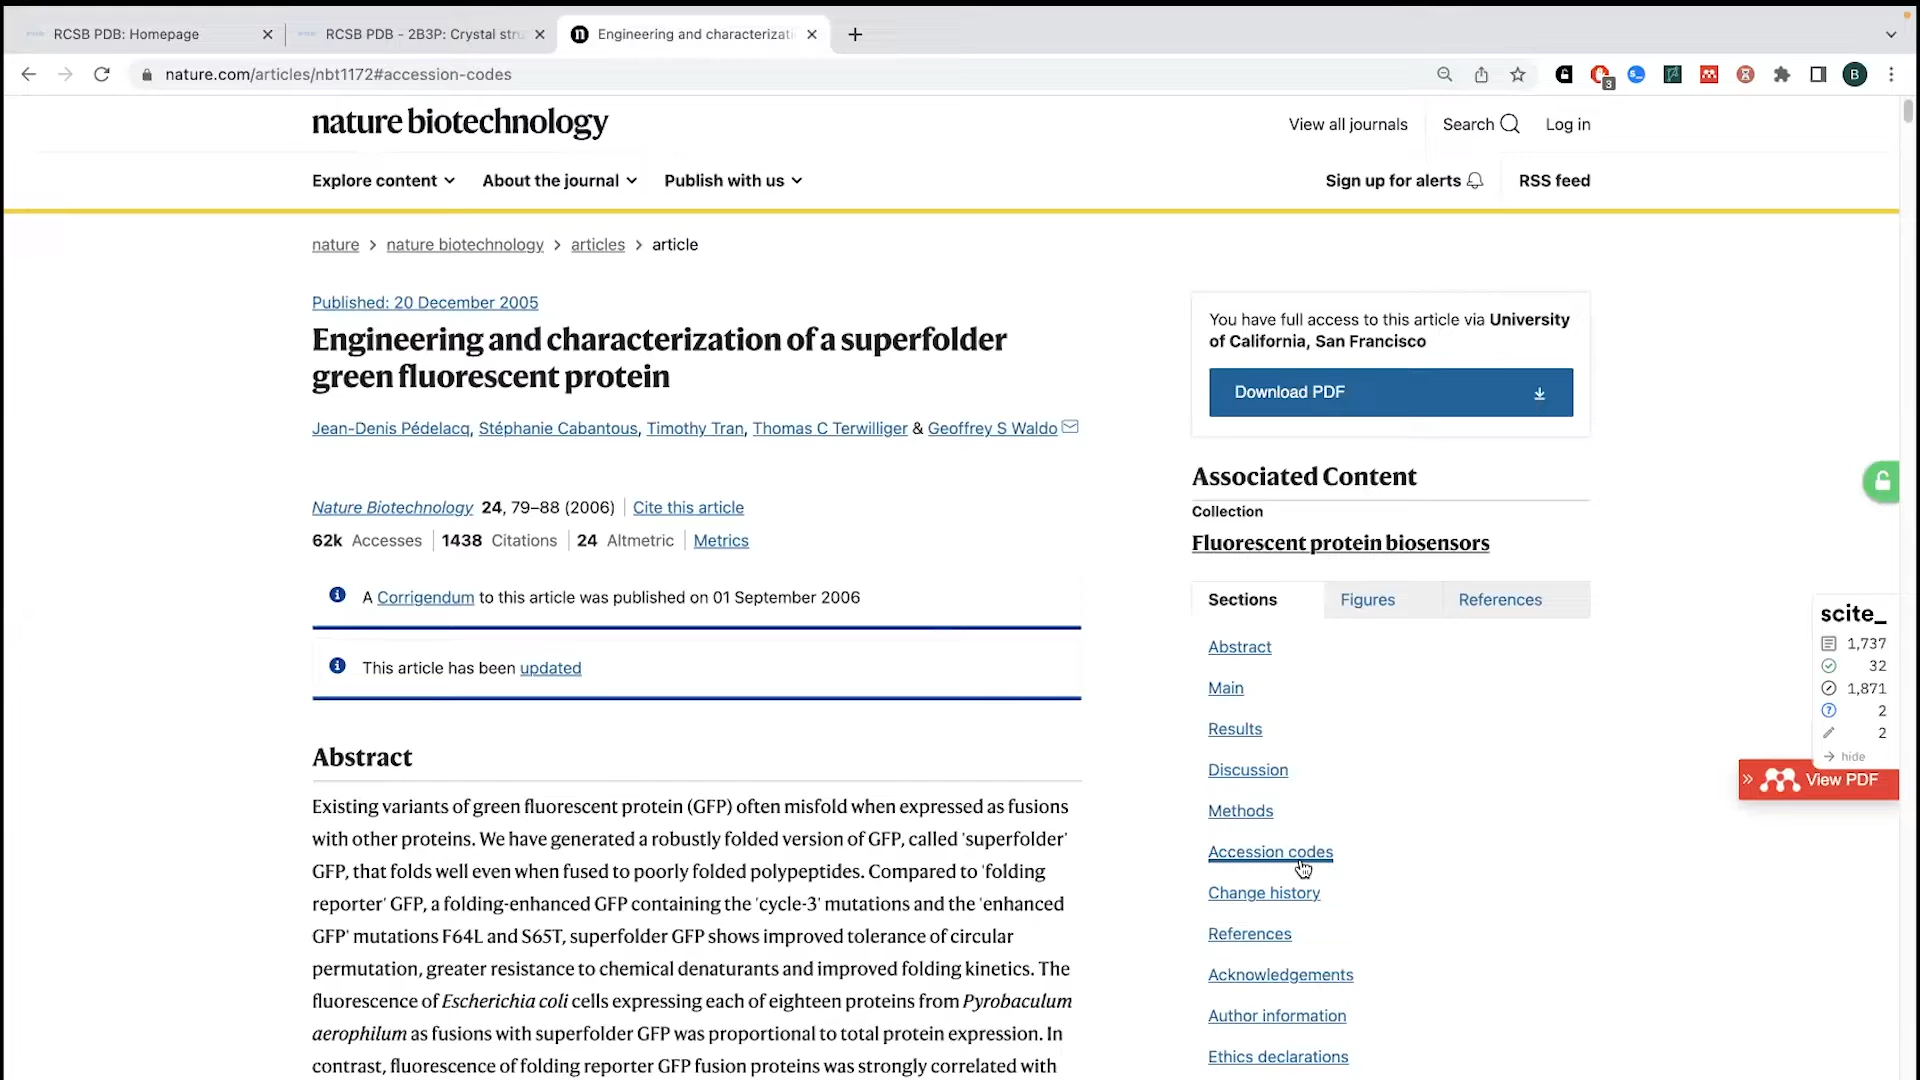 RCSB PDB: Homepage
RCSB PDB - 2B3P: Crystal stru
Engineering and characterizati
nature.com/articles/nbt1172#accession-codes
3
B
nature biotechnology
View all journals
Search
Log in
Explore content
About the journal
Publish with us
Sign up for alerts
RSS feed
nature > nature biotechnology > articles > article
Published: 20 December 2005
Engineering and characterization of a superfolder
green fluorescent protein
Jean-Denis Pédelacq, Stéphanie Cabantous, Timothy Tran, Thomas C Terwilliger & Geoffrey S Waldo
Nature Biotechnology 24, 79–88 (2006) | Cite this article
62k Accesses | 1438 Citations | 24 Altmetric | Metrics
A Corrigendum to this article was published on 01 September 2006
This article has been updated
Abstract
Existing variants of green fluorescent protein (GFP) often misfold when expressed as fusions
with other proteins. We have generated a robustly folded version of GFP, called 'superfolder'
GFP, that folds well even when fused to poorly folded polypeptides. Compared to 'folding
reporter' GFP, a folding-enhanced GFP containing the 'cycle-3' mutations and the 'enhanced
GFP' mutations F64L and S65T, superfolder GFP shows improved tolerance of circular
permutation, greater resistance to chemical denaturants and improved folding kinetics. The
fluorescence of Escherichia coli cells expressing each of eighteen proteins from Pyrobaculum
aerophilum as fusions with superfolder GFP was proportional to total protein expression. In
contrast, fluorescence of folding reporter GFP fusion proteins was strongly correlated with
You have full access to this article via University
of California, San Francisco
Download PDF
Associated Content
Collection
Fluorescent protein biosensors
Sections
Figures
References
Abstract
Main
Results
Discussion
Methods
Accession codes
Change history
References
Acknowledgements
Author information
Ethics declarations
scite_
1,737
32
1,871
2
2
hide
View PDF